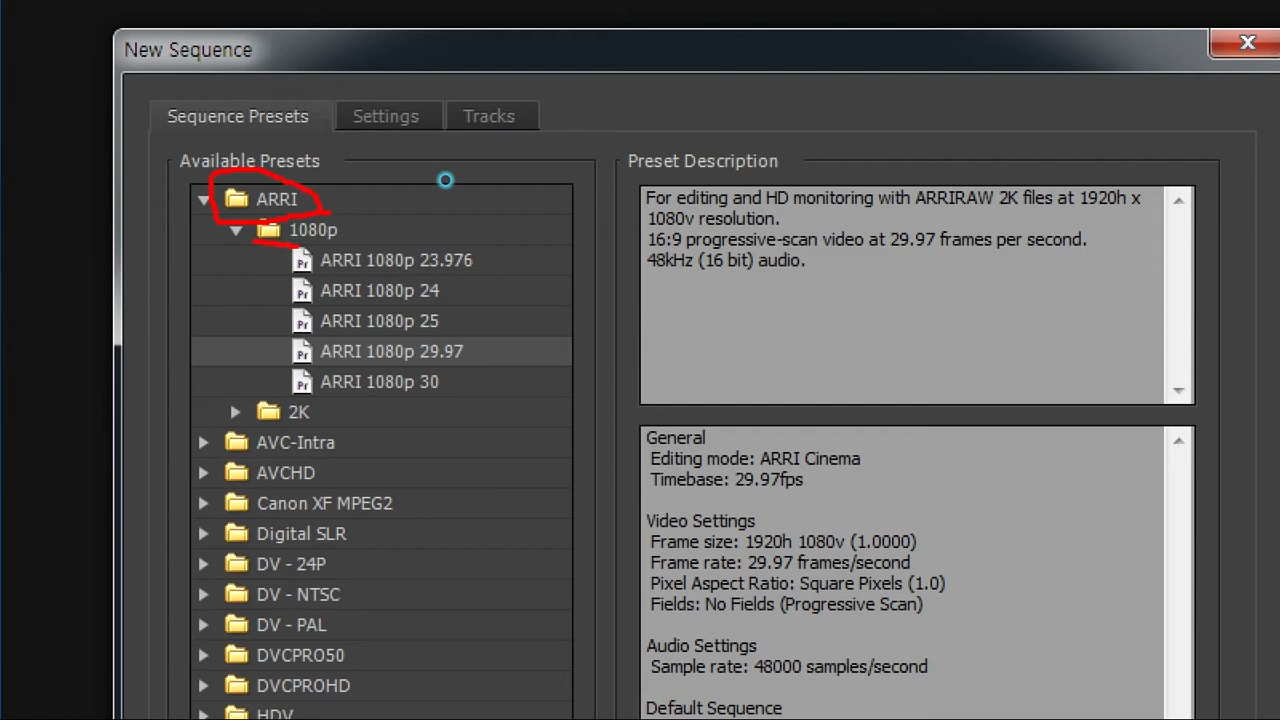 New Sequence
Sequence Presets
Settings
Tracks
Available Presets
ARRI
1080p
ARRI 1080p 23.976
ARRI 1080p 24
ARRI 1080p 25
ARRI 1080p 29.97
ARRI 1080p 30
2K
AVC-Intra
AVCHD
Canon XF MPEG2
Digital SLR
DV - 24P
DV - NTSC
DV - PAL
DVCPRO50
DVCPROHD
HDV
Preset Description
For editing and HD monitoring with ARRIRAW 2K files at 1920h x
1080v resolution.
16:9 progressive-scan video at 29.97 frames per second.
48kHz (16 bit) audio.
General
Editing mode: ARRI Cinema
Timebase: 29.97fps
Video Settings
Frame size: 1920h 1080v (1.0000)
Frame rate: 29.97 frames/second
Pixel Aspect Ratio: Square Pixels (1.0)
Fields: No Fields (Progressive Scan)
Audio Settings
Sample rate: 48000 samples/second
Default Sequence